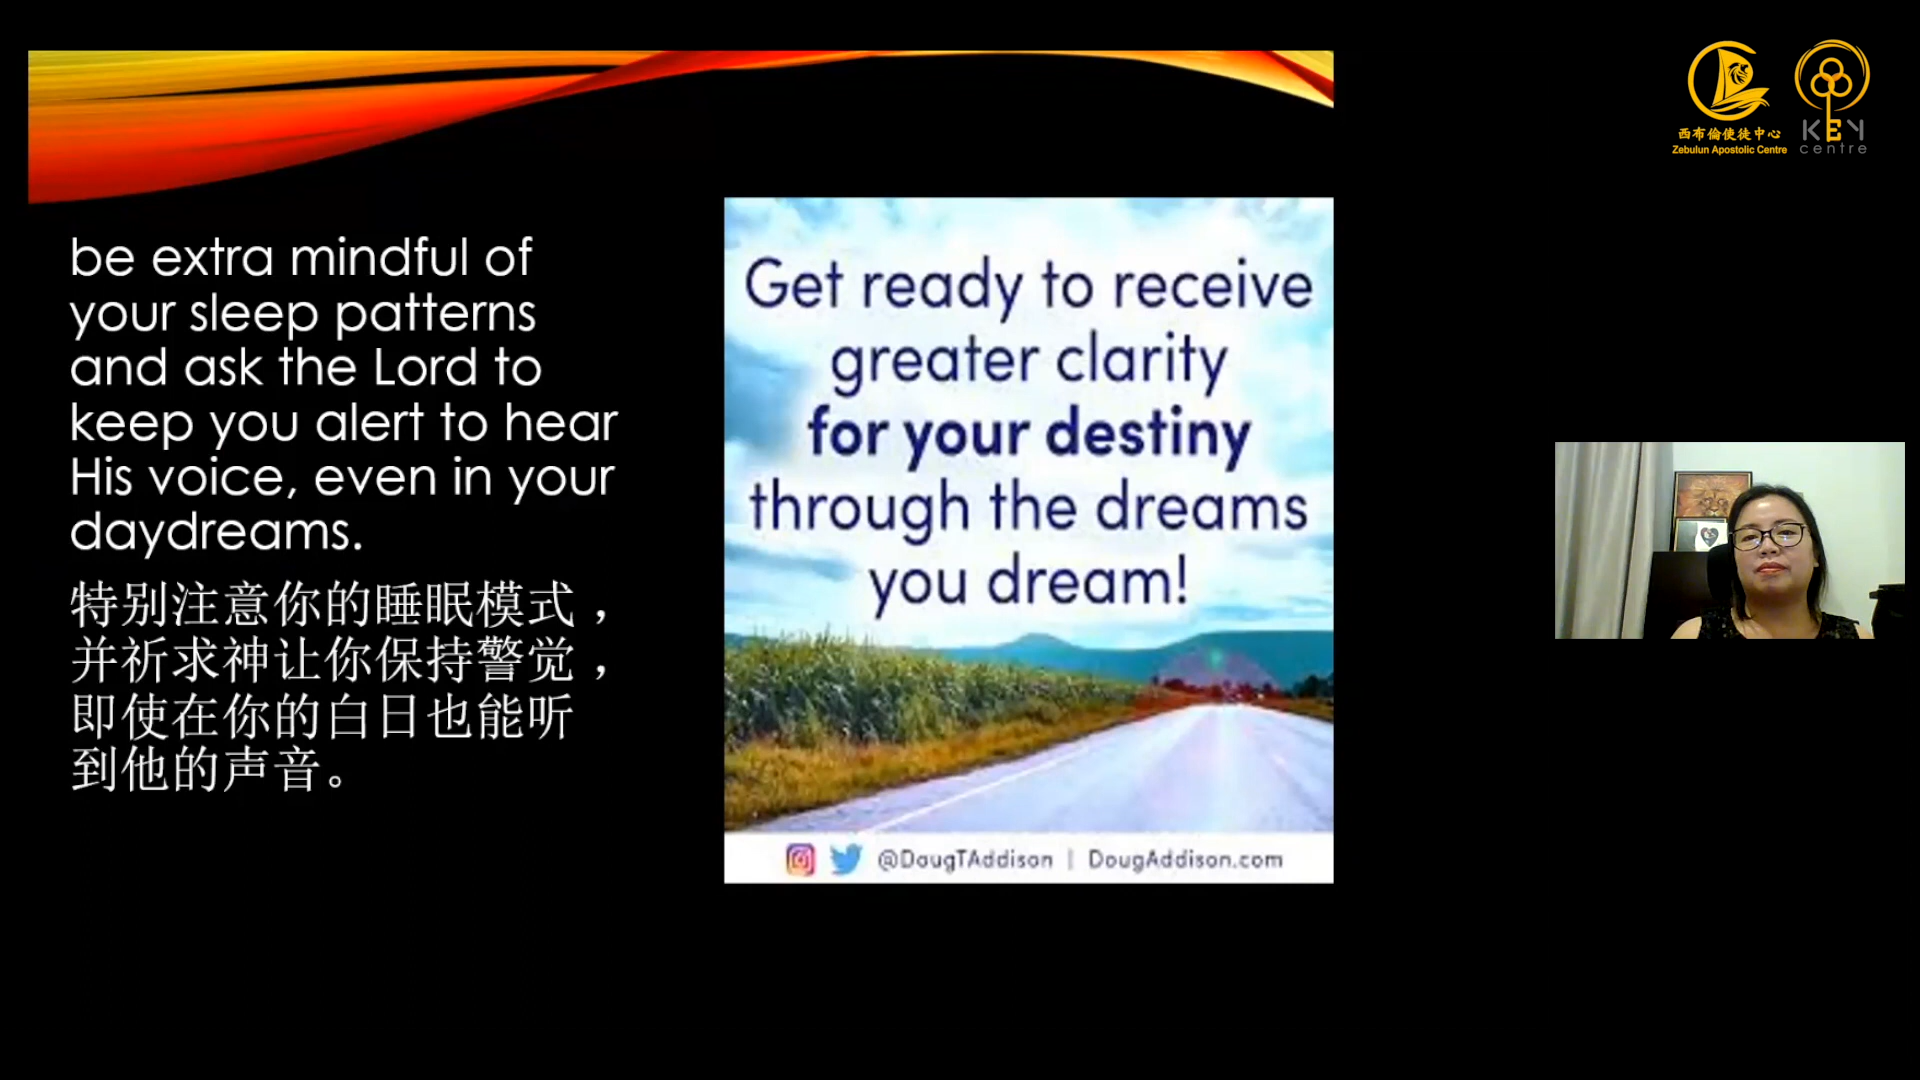 be extra mindful of
your sleep patterns
and ask the Lord to
keep you alert to hear
His voice, even in your
daydreams.
特别注意你的睡眠模式，
并祈求神让你保持警觉，
即使在你的白日也能听
到他的声音。
Get ready to receive
greater clarity
for your destiny
through the dreams
you dream!
@DougTAddison | DougAddison.com
西布倫使徒中心
Zebulun Apostolic Centre
KEY
centre